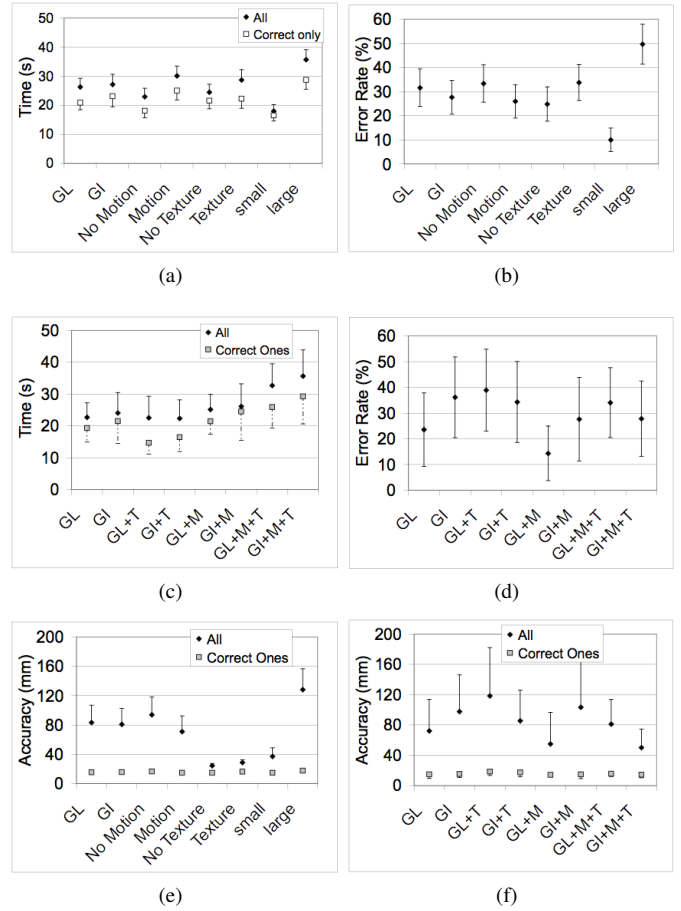 50
40
30
20
10
0
Time (s)
All
Correct only
GL
GI
No Motion
Motion
No Texture
Texture
small
large
(a)
60
50
40
30
20
10
0
Error Rate (%)
GL
GI
No Motion
Motion
No Texture
Texture
small
large
(b)
50
40
30
20
10
0
Time (s)
All
Correct Ones
GL
GI
GL+T
GI+T
GL+M
GI+M
GL+M+T
GI+M+T
(c)
60
50
40
30
20
10
0
Error Rate (%)
GL
GI
GL+T
GI+T
GL+M
GI+M
GL+M+T
GI+M+T
(d)
200
160
120
80
40
0
Accuracy (mm)
All
Correct Ones
GL
GI
No Motion
Motion
No Texture
Texture
small
large
(e)
200
160
120
80
40
0
Accuracy (mm)
All
Correct Ones
GL
GI
GL+T
GI+T
GL+M
GI+M
GL+M+T
GI+M+T
(f)